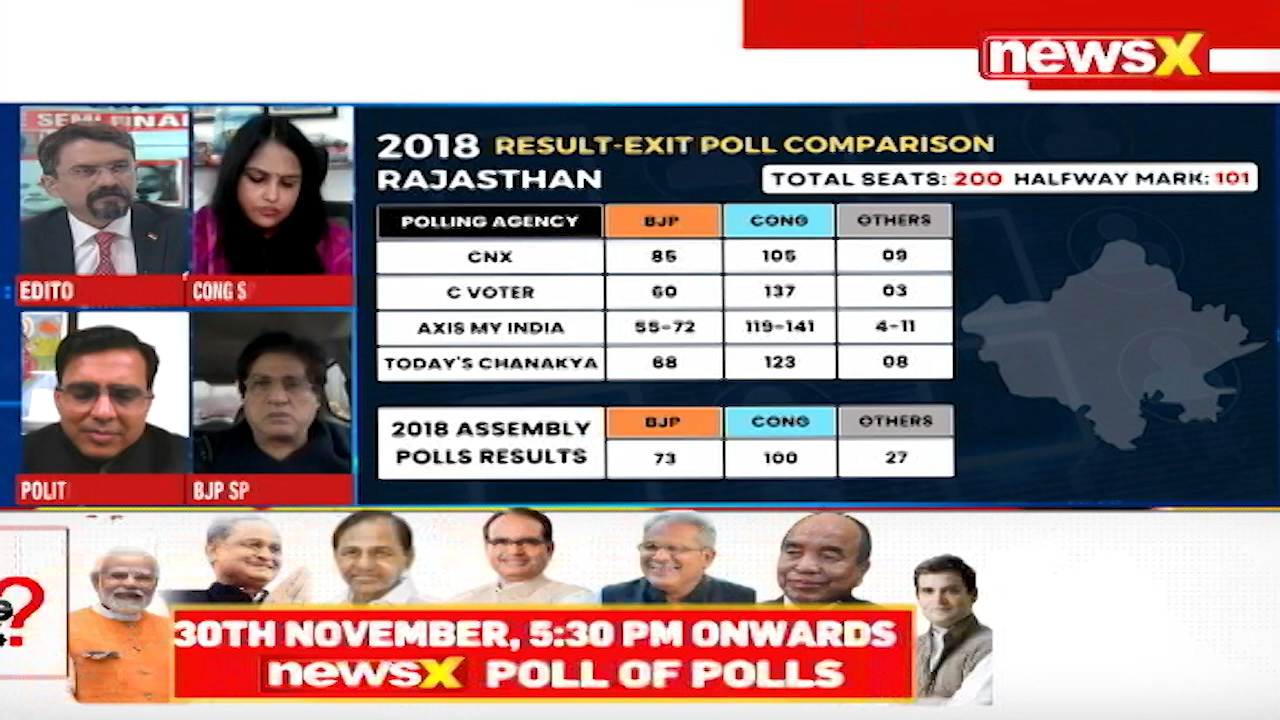 newsX
SEMI FINAL
EDITO
CONG S
POLIT
BJP SP
2018 RESULT-EXIT POLL COMPARISON
RAJASTHAN
TOTAL SEATS: 200 HALFWAY MARK: 101
POLLING AGENCY BJP CONG OTHERS
CNX 85 105 09
C VOTER 60 137 03
AXIS MY INDIA 55-72 119-141 4-11
TODAY'S CHANAKYA 68 123 08
2018 ASSEMBLY POLLS RESULTS
BJP CONG OTHERS
73 100 27
?
30TH NOVEMBER, 5:30 PM ONWARDS
newsX POLL OF POLLS